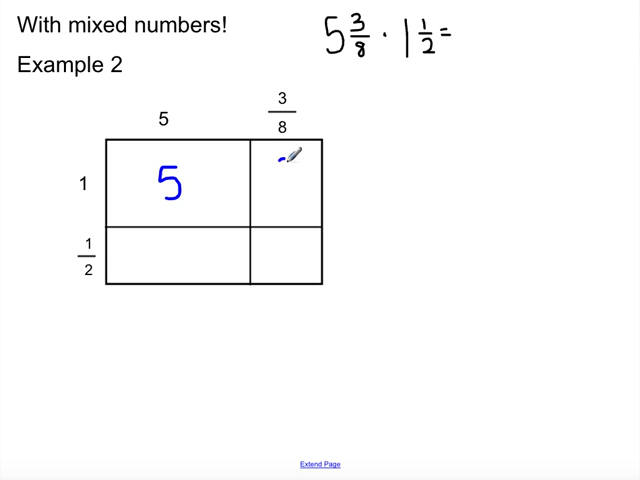 With mixed numbers!
5 3/8 · 1 1/2 =
Example 2
5 3/8
1 5
1/2
Extend Page